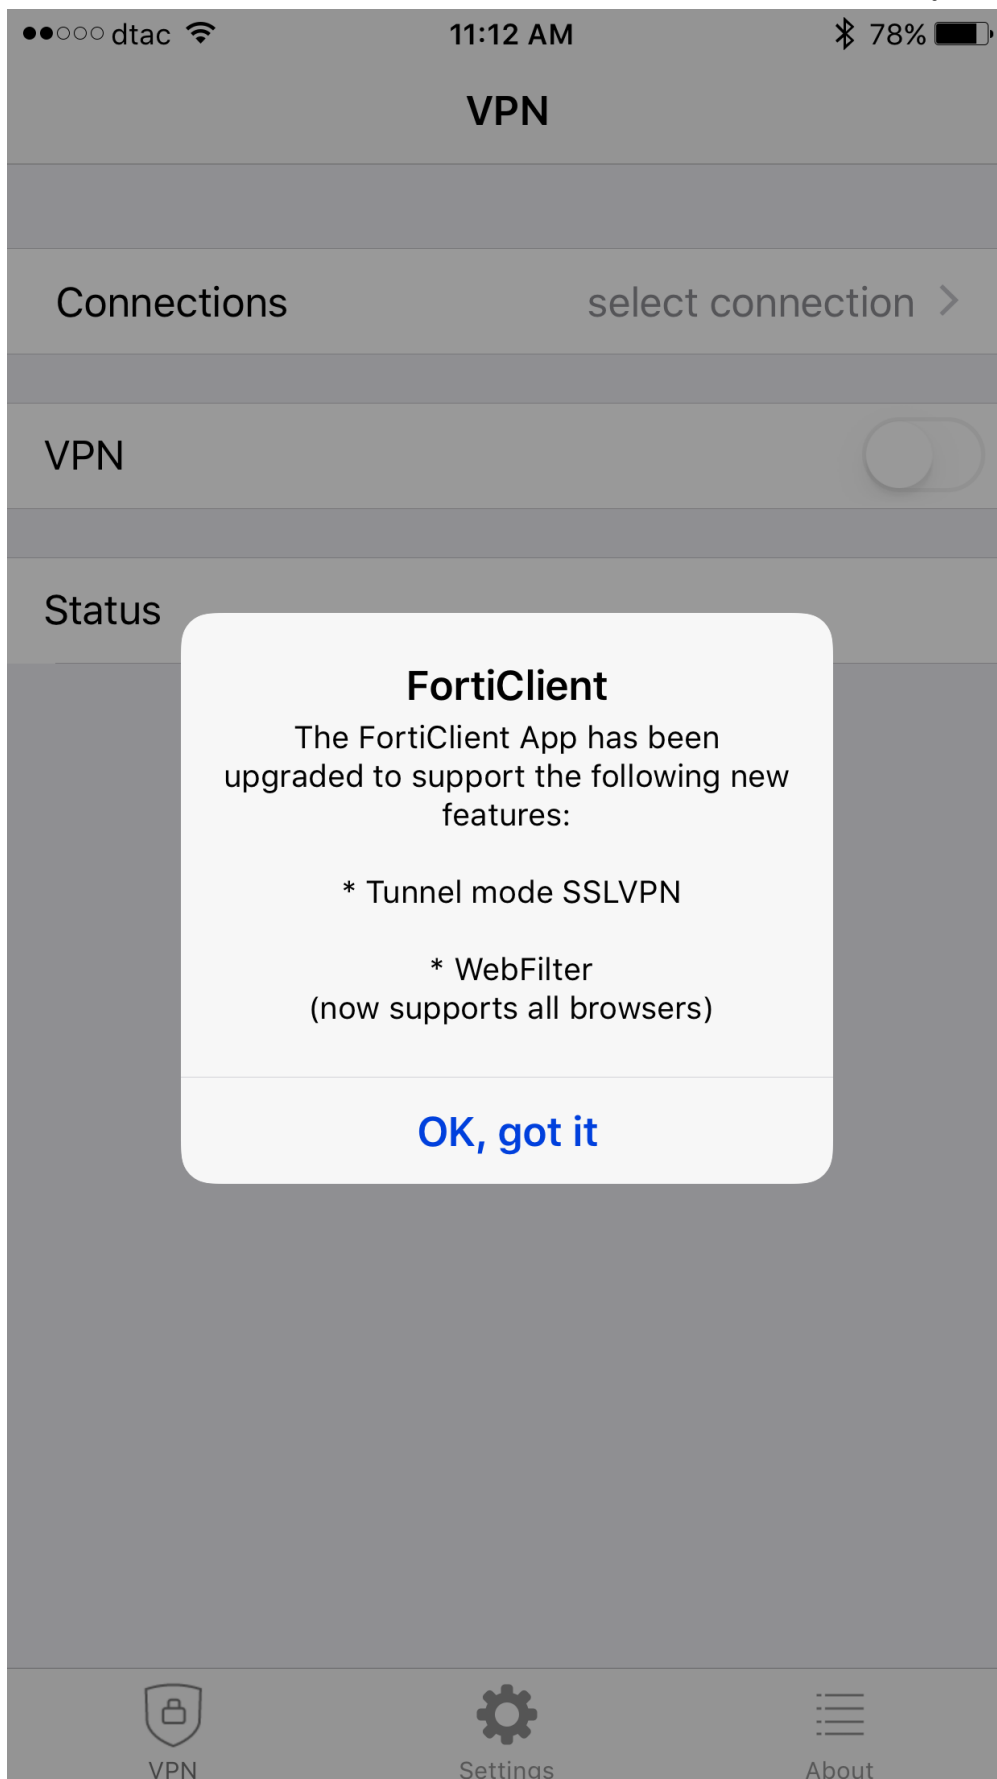 dtac 11:12 AM 78%
VPN
Connections select connection
VPN
Status
FortiClient
The FortiClient App has been
upgraded to support the following new
features:
* Tunnel mode SSLVPN
* WebFilter
(now supports all browsers)
OK, got it
VPN Settings About